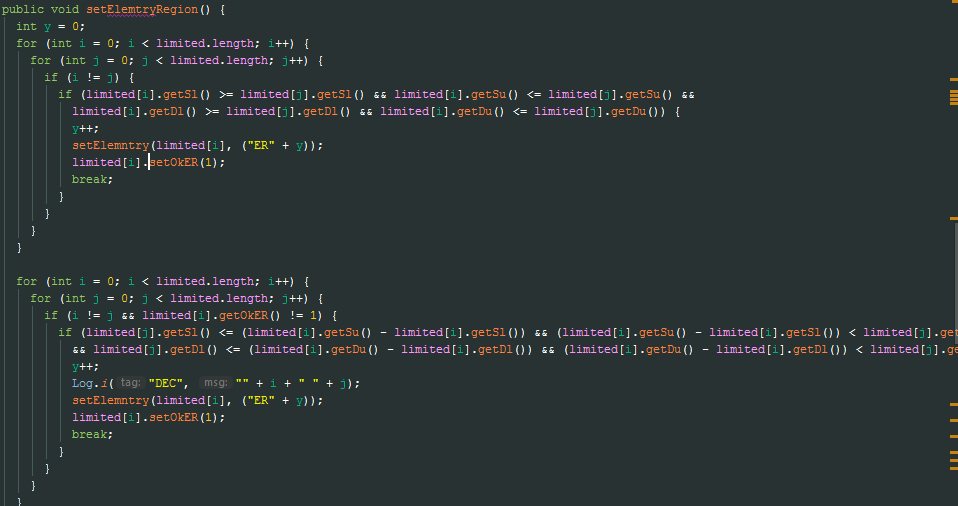 public void setElemtryRegion() {
int y = 0;
for (int i = 0; i < limited.length; i++) {
for (int j = 0; j < limited.length; j++) {
if (i != j) {
if (limited[i].getSl() >= limited[j].getSl() && limited[i].getSu() <= limited[j].getSu() &&
limited[i].getDl() >= limited[j].getDl() && limited[i].getDu() <= limited[j].getDu()) {
y++;
setElemntry(limited[i], ("ER" + y));
limited[i].setOkER(1);
break;
}
}
}
}
for (int i = 0; i < limited.length; i++) {
for (int j = 0; j < limited.length; j++) {
if (i != j && limited[i].getOkER() != 1) {
if (limited[j].getSl() <= (limited[i].getSu() - limited[i].getSl()) && (limited[i].getSu() - limited[i].getSl()) < limited[j].get
&& limited[j].getDl() <= (limited[i].getDu() - limited[i].getDl()) && (limited[i].getDu() - limited[i].getDl()) < limited[j].ge
y++;
Log.i( tag: "DEC", msg: "" + i + " " + j);
setElemntry(limited[i], ("ER" + y));
limited[i].setOkER(1);
break;
}
}
}
}